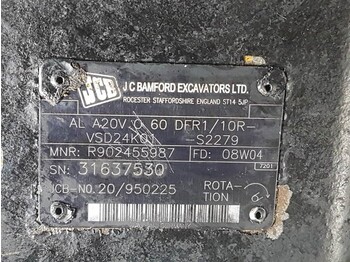 JCB
J C BAMFORD EXCAVATORS LTD.
ROCESTER STAFFORDSHIRE ENGLAND ST14 5JP
AL A20V O 60 DFR1/10R-
VSD24K01 -S2279
MNR: R902455987 FD: 08W04
SN: 31637530 7201
JCB-NO. 20/950225 ROTA-
TION